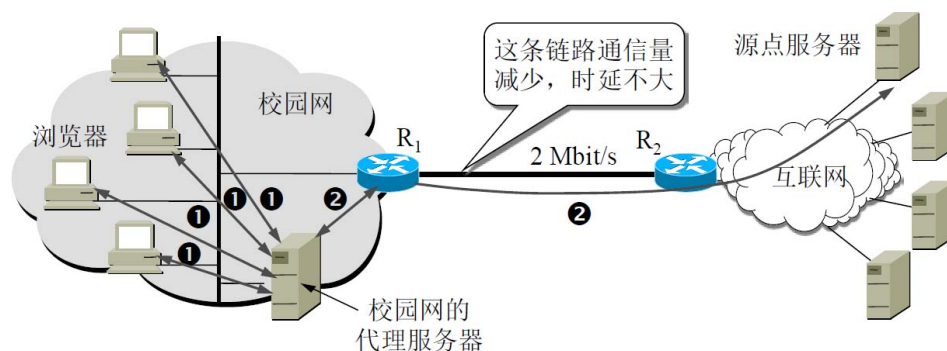 这条链路通信量
减少，时延不大
源点服务器
校园网
浏览器
R1
2 Mbit/s
R2
互联网
❶
❶
❶
❶
❷
❷
校园网的
代理服务器